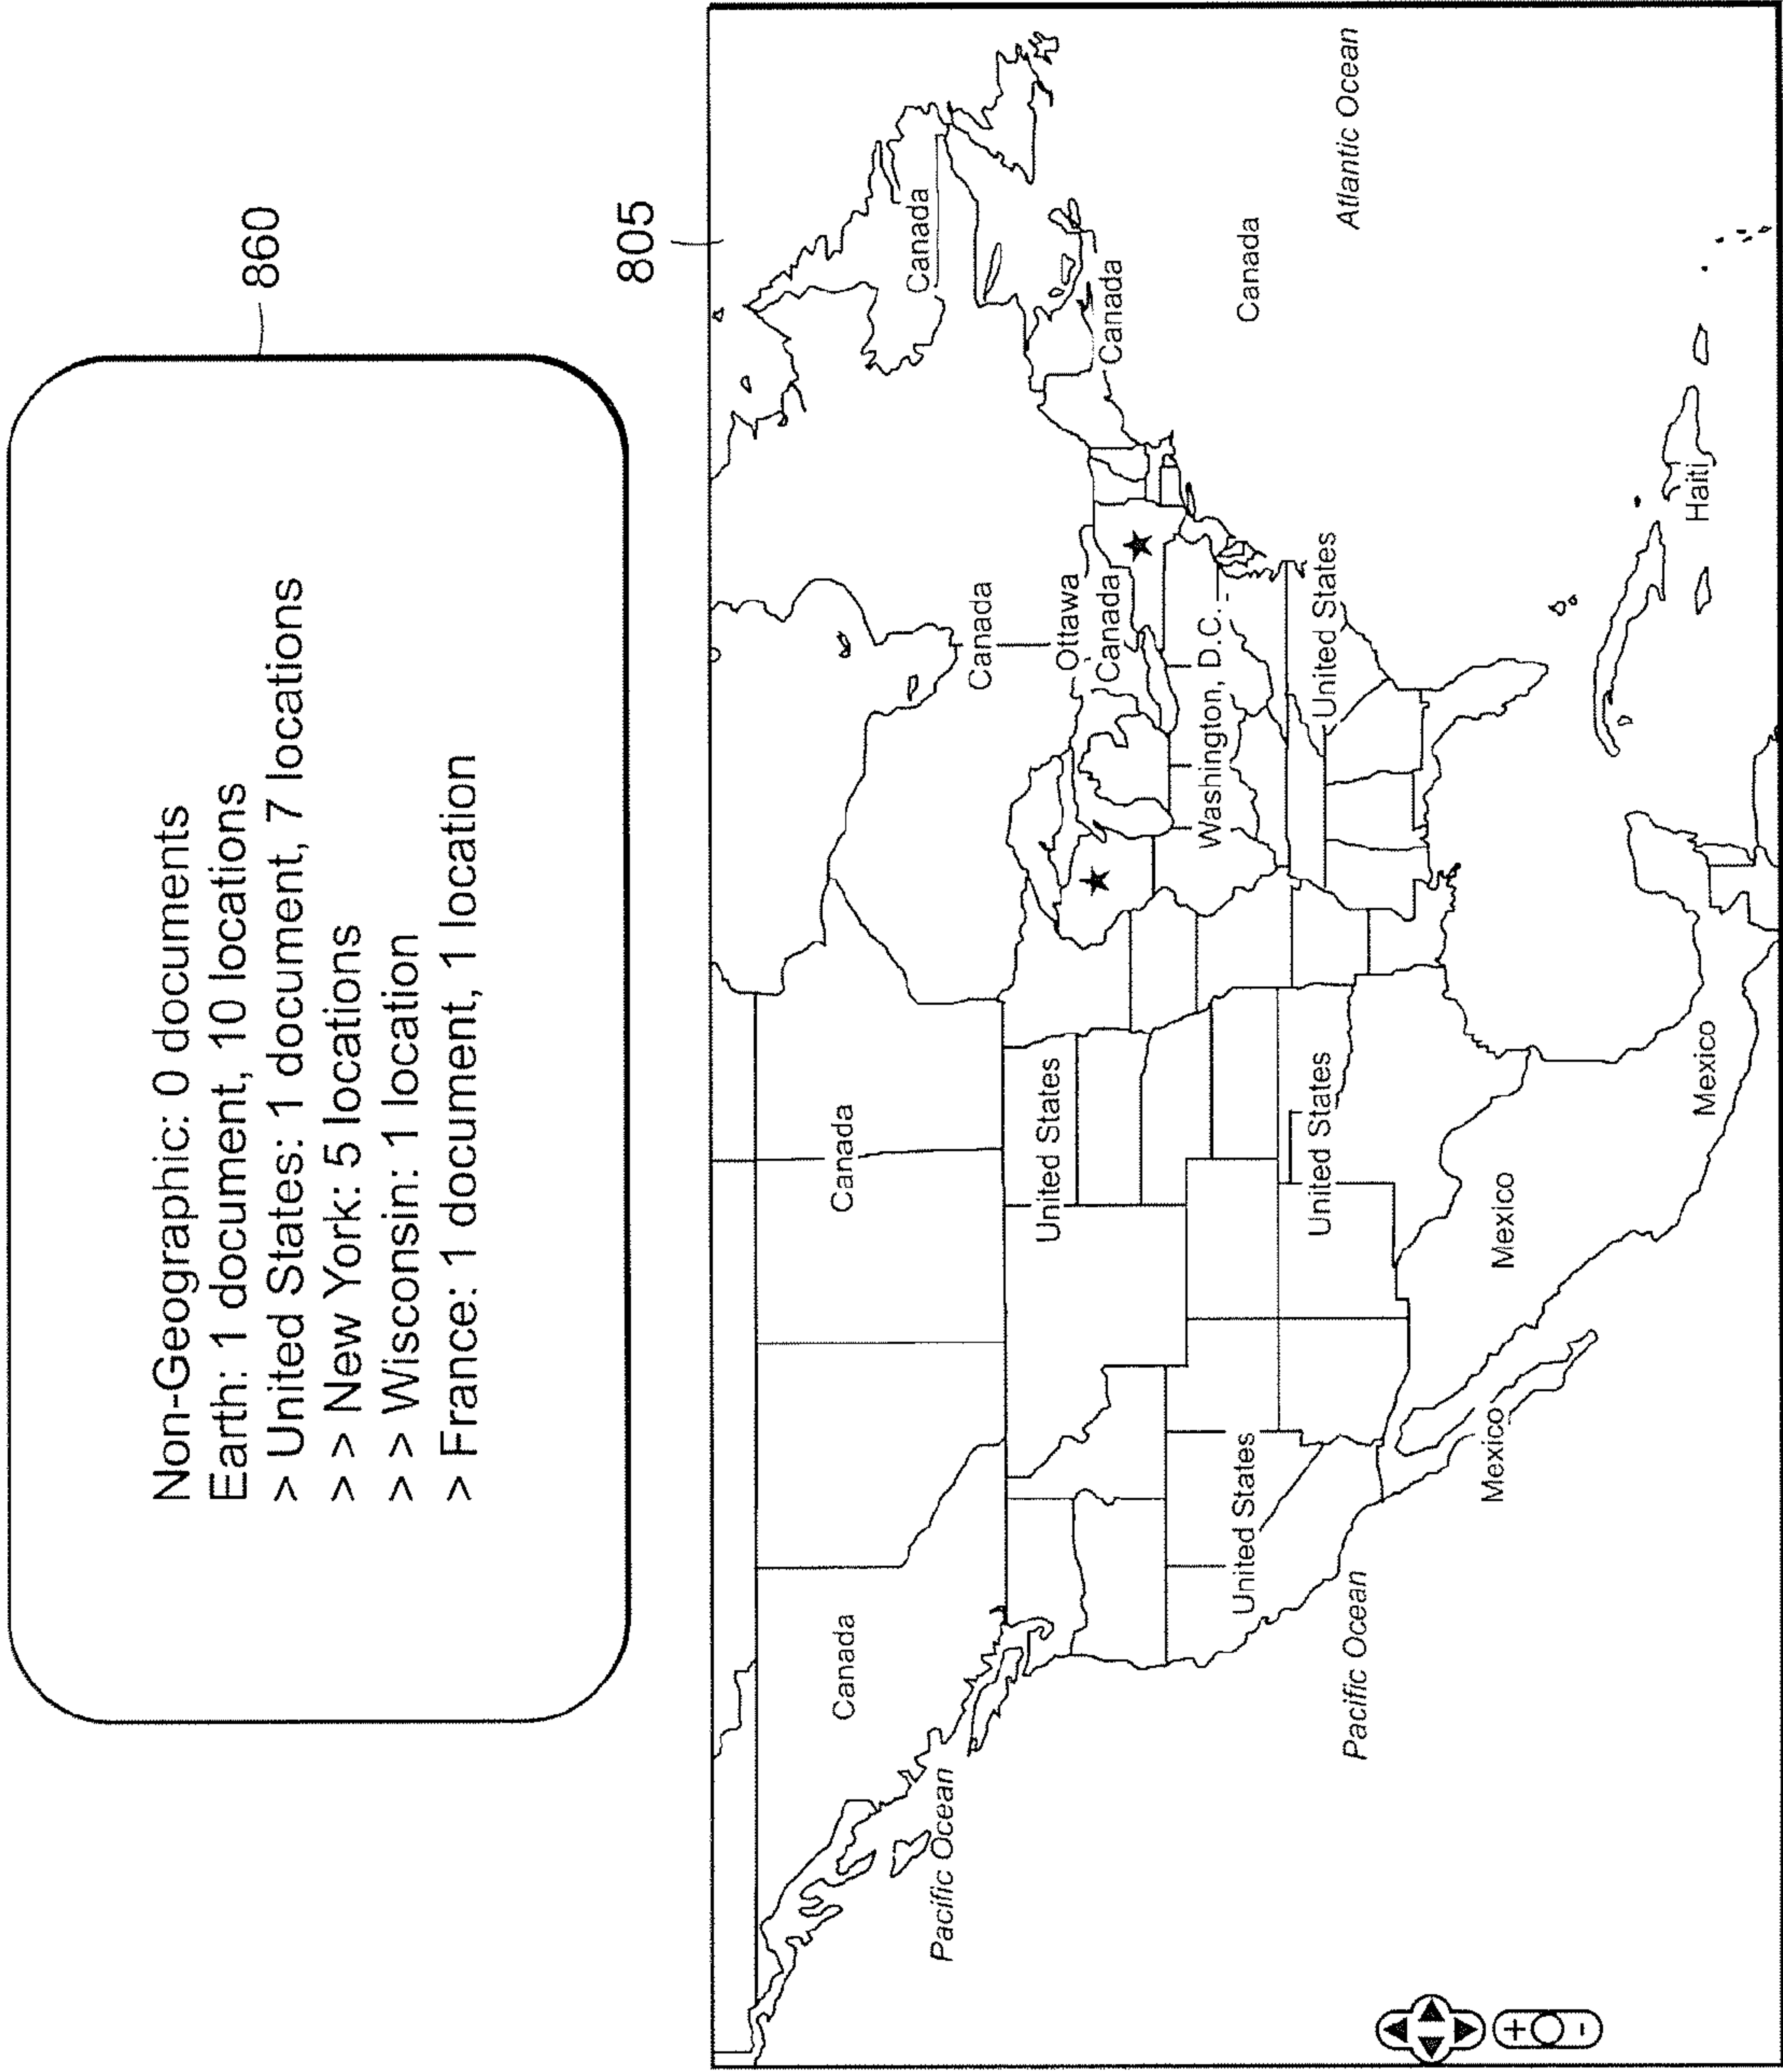 Non-Geographic: 0 documents
Earth: 1 document, 10 locations
> United States: 1 document, 7 locations
> > New York: 5 locations
> > Wisconsin: 1 location
> France: 1 document, 1 location
860
805
Canada
Canada
Canada
Pacific Ocean
Canada
United States
Ottawa
Canada
Canada
Washington, D.C.
United States
Canada
United States
United States
Atlantic Ocean
Pacific Ocean
Mexico
Mexico
Haiti
Mexico
+
-